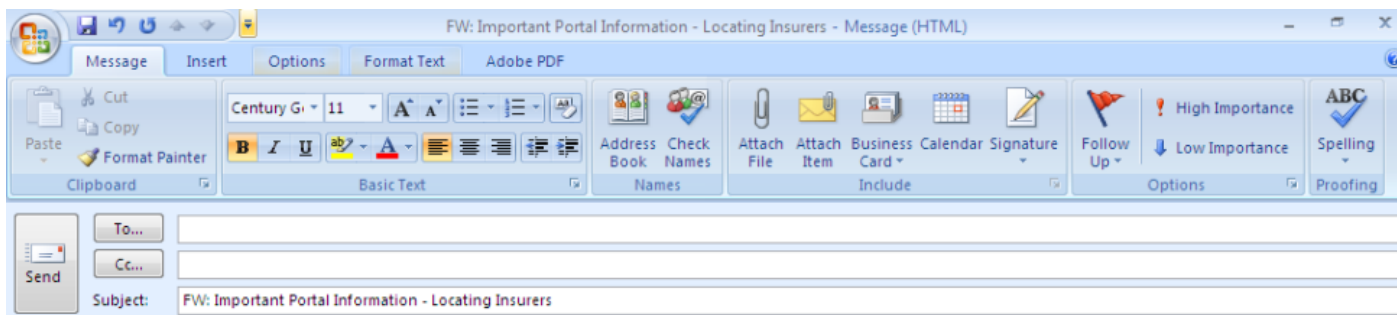 FW: Important Portal Information - Locating Insurers - Message (HTML)
Message Insert Options Format Text Adobe PDF
Cut
Copy
Paste
Format Painter
Clipboard
Century G 11
A A
ab
B I U A
Basic Text
Address Book
Check Names
Names
Attach File
Attach Item
Business Card
Calendar
Signature
Include
Follow Up
High Importance
Low Importance
Options
ABC
Spelling
Proofing
Send
To...
Cc...
Subject: FW: Important Portal Information - Locating Insurers